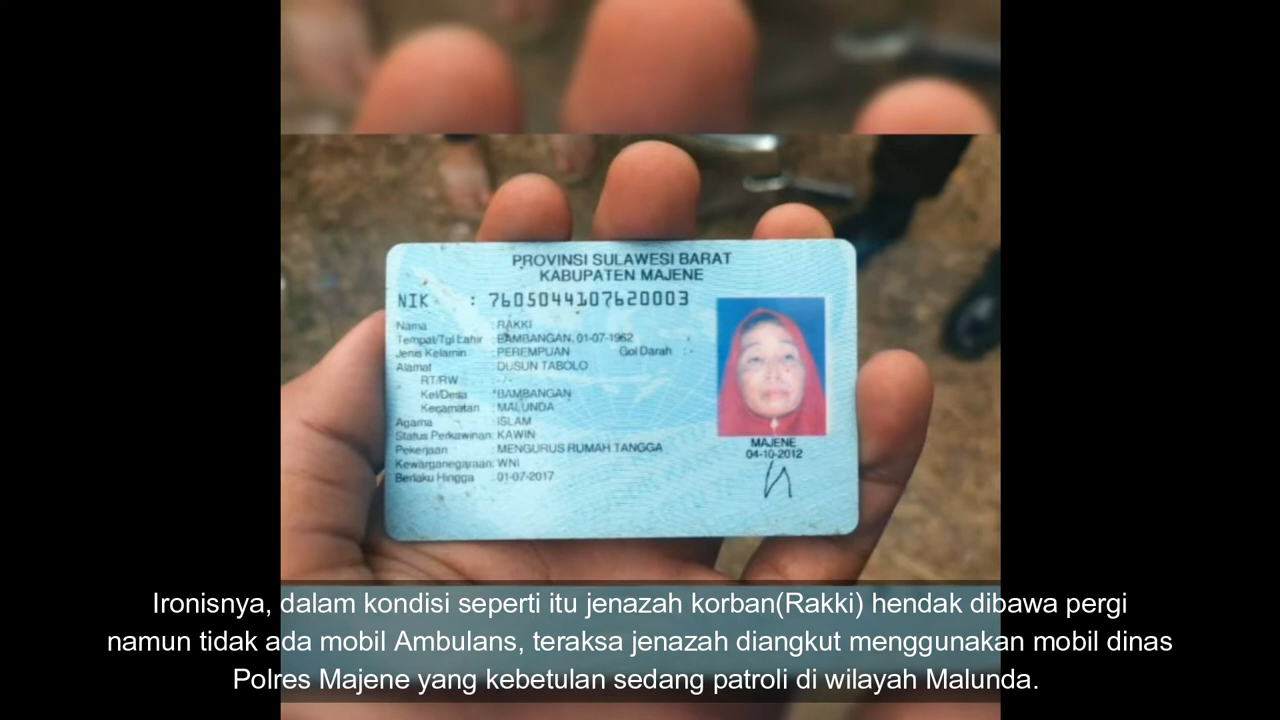 PROVINSI SULAWESI BARAT
KABUPATEN MAJENE
NIK : 7605044107620003
Nama : RAKKI
Tempat/Tgl Lahir : BAMBANGAN, 01-07-1962
Jenis Kelamin : PEREMPUAN Gol Darah : -
Alamat : DUSUN TABOLO
RT/RW : -/-
Kel/Desa : BAMBANGAN
Kecamatan : MALUNDA
Agama : ISLAM
Status Perkawinan: KAWIN
Pekerjaan : MENGURUS RUMAH TANGGA
Kewarganegaraan: WNI
Berlaku Hingga : 01-07-2017
MAJENE
04-10-2012
Ironisnya, dalam kondisi seperti itu jenazah korban(Rakki) hendak dibawa pergi
namun tidak ada mobil Ambulans, teraksa jenazah diangkut menggunakan mobil dinas
Polres Majene yang kebetulan sedang patroli di wilayah Malunda.